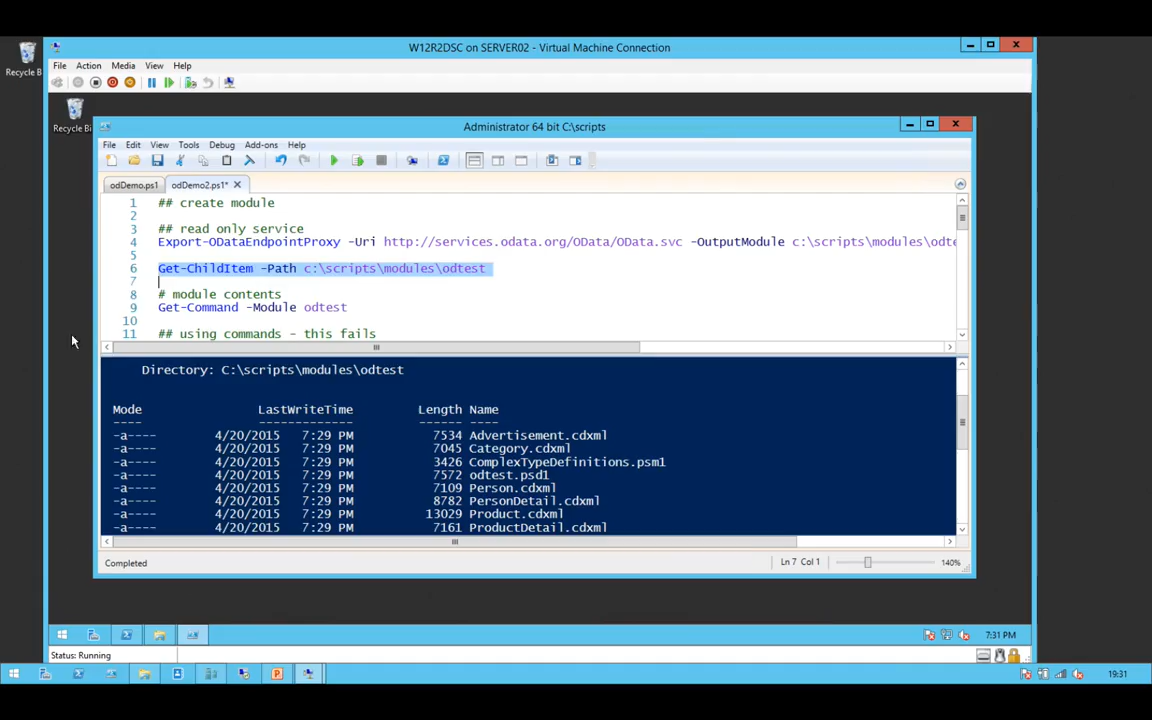 Recycle B
W12R2DSC on SERVER02 - Virtual Machine Connection
File Action Media View Help
Recycle Bi
Administrator 64 bit C:\scripts
File Edit View Tools Debug Add-ons Help
odDemo.ps1 odDemo2.ps1*
1 ## create module
2
3 ## read only service
4 Export-ODataEndpointProxy -Uri http://services.odata.org/OData/OData.svc -OutputModule c:\scripts\modules\odte
5
6 Get-ChildItem -Path c:\scripts\modules\odtest
7
8 # module contents
9 Get-Command -Module odtest
10
11 ## using commands - this fails
Directory: C:\scripts\modules\odtest
Mode LastWriteTime Length Name
---- ------------- ------ ----
-a---- 4/20/2015 7:29 PM 7534 Advertisement.cdxml
-a---- 4/20/2015 7:29 PM 7045 Category.cdxml
-a---- 4/20/2015 7:29 PM 3426 ComplexTypeDefinitions.psm1
-a---- 4/20/2015 7:29 PM 7572 odtest.psd1
-a---- 4/20/2015 7:29 PM 7109 Person.cdxml
-a---- 4/20/2015 7:29 PM 8782 PersonDetail.cdxml
-a---- 4/20/2015 7:29 PM 13029 Product.cdxml
-a---- 4/20/2015 7:29 PM 7161 ProductDetail.cdxml
Completed Ln 7 Col 1 140%
7:31 PM
Status: Running
19:31